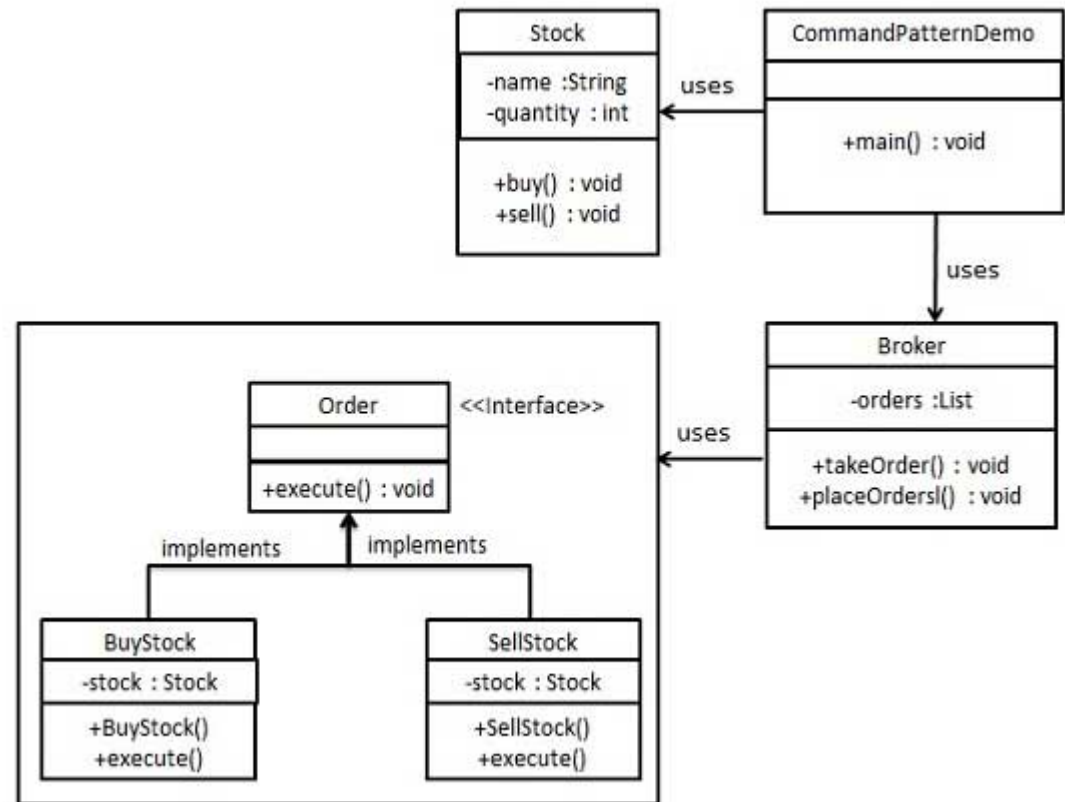 Stock
-name :String
-quantity : int
+buy() : void
+sell() : void
uses
CommandPatternDemo
+main() : void
uses
Broker
-orders :List
+takeOrder() : void
+placeOrdersl() : void
uses
Order
<<Interface>>
+execute() : void
implements
implements
BuyStock
-stock : Stock
+BuyStock()
+execute()
SellStock
-stock : Stock
+SellStock()
+execute()